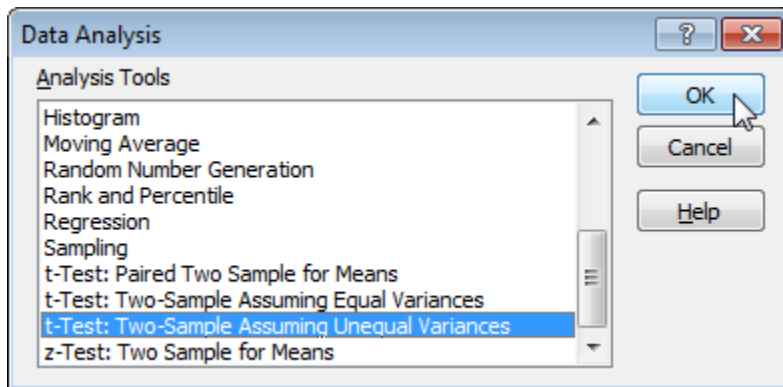 Data Analysis
Analysis Tools
Histogram
Moving Average
Random Number Generation
Rank and Percentile
Regression
Sampling
t-Test: Paired Two Sample for Means
t-Test: Two-Sample Assuming Equal Variances
t-Test: Two-Sample Assuming Unequal Variances
z-Test: Two Sample for Means
OK
Cancel
Help